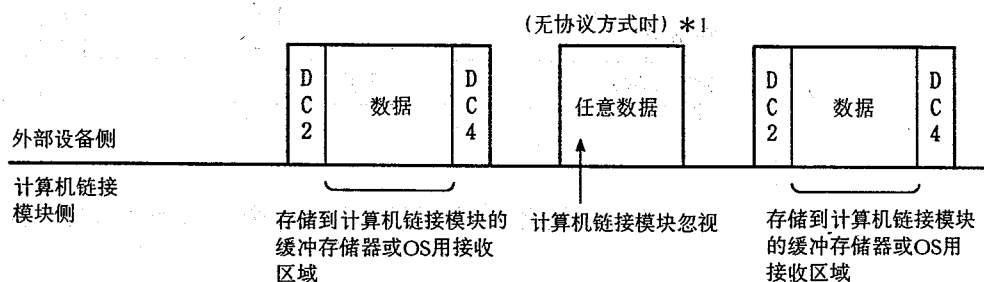 (无协议方式时) *1
DC2
数据
DC4
任意数据
DC2
数据
DC4
外部设备侧
计算机链接
模块侧
存储到计算机链接模块的
缓冲存储器或OS用接收
区域
计算机链接模块忽视
存储到计算机链接模块
的缓冲存储器或OS用
接收区域